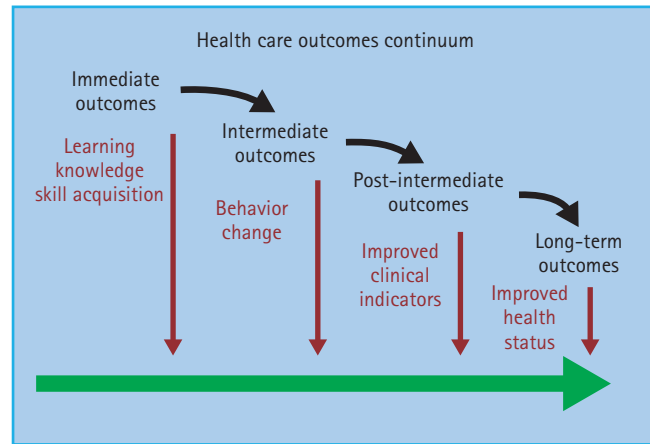 Health care outcomes continuum
Immediate
outcomes
Learning
knowledge
skill acquisition
Intermediate
outcomes
Behavior
change
Post-intermediate
outcomes
Improved
clinical
indicators
Long-term
outcomes
Improved
health
status